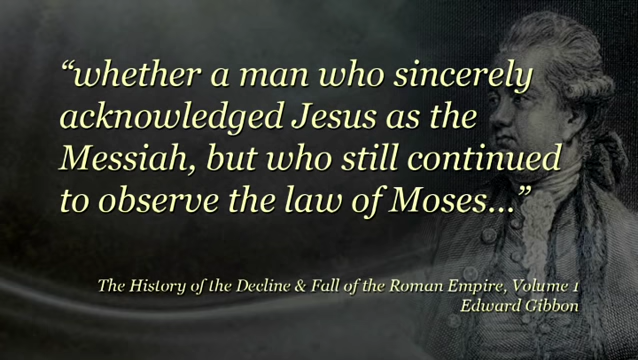 “whether a man who sincerely
acknowledged Jesus as the
Messiah, but who still continued
to observe the law of Moses...”
The History of the Decline & Fall of the Roman Empire, Volume 1
Edward Gibbon